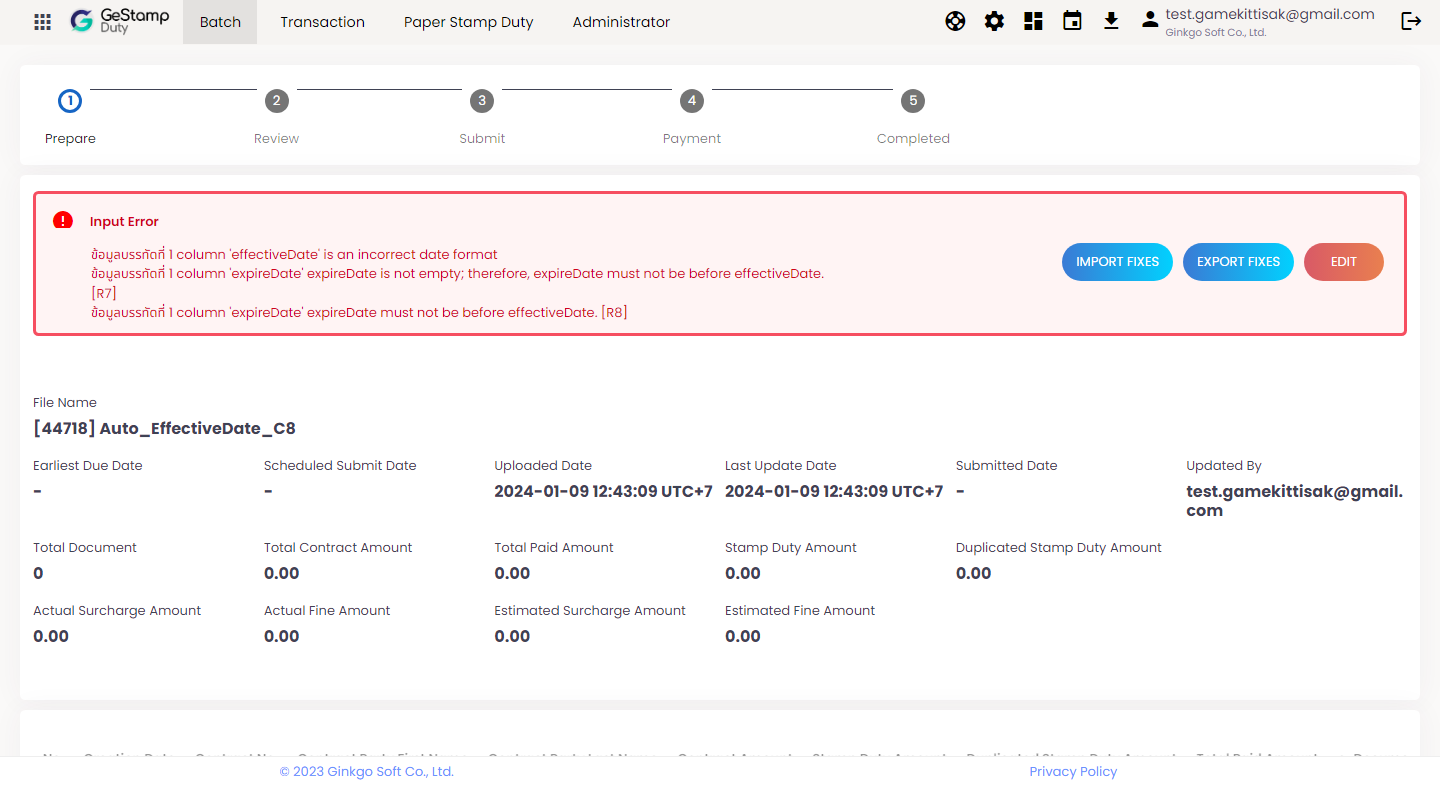 GeStamp
Duty
Batch
Transaction
Paper Stamp Duty
Administrator
test.gamekittisak@gmail.com
Ginkgo Soft Co., Ltd.
1
2
3
4
5
Prepare
Review
Submit
Payment
Completed
Input Error
ข้อมูลบรรทัดที่ 1 column 'effectiveDate' is an incorrect date format
ข้อมูลบรรทัดที่ 1 column 'expireDate' expireDate is not empty; therefore, expireDate must not be before effectiveDate.
[R7]
ข้อมูลบรรทัดที่ 1 column 'expireDate' expireDate must not be before effectiveDate. [R8]
IMPORT FIXES
EXPORT FIXES
EDIT
File Name
[44718] Auto_EffectiveDate_C8
Earliest Due Date
Scheduled Submit Date
Uploaded Date
Last Update Date
Submitted Date
Updated By
-
-
2024-01-09 12:43:09 UTC+7
2024-01-09 12:43:09 UTC+7
-
test.gamekittisak@gmail.
com
Total Document
Total Contract Amount
Total Paid Amount
Stamp Duty Amount
Duplicated Stamp Duty Amount
0
0.00
0.00
0.00
0.00
Actual Surcharge Amount
Actual Fine Amount
Estimated Surcharge Amount
Estimated Fine Amount
0.00
0.00
0.00
0.00
© 2023 Ginkgo Soft Co., Ltd.
Privacy Policy